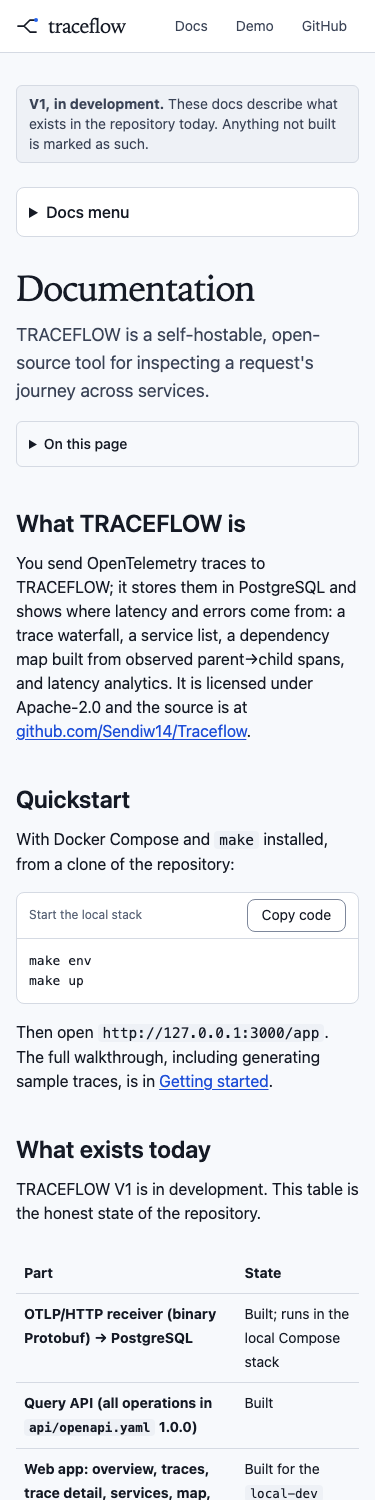 traceflow Docs Demo GitHub
V1, in development. These docs describe what
exists in the repository today. Anything not built
is marked as such.
Docs menu
Documentation
TRACEFLOW is a self-hostable, open-
source tool for inspecting a request's
journey across services.
On this page
What TRACEFLOW is
You send OpenTelemetry traces to
TRACEFLOW; it stores them in PostgreSQL and
shows where latency and errors come from: a
trace waterfall, a service list, a dependency
map built from observed parent→child spans,
and latency analytics. It is licensed under
Apache-2.0 and the source is at
github.com/Sendiw14/Traceflow.
Quickstart
With Docker Compose and make installed,
from a clone of the repository:
Start the local stack Copy code
make env
make up
Then open http://127.0.0.1:3000/app.
The full walkthrough, including generating
sample traces, is in Getting started.
What exists today
TRACEFLOW V1 is in development. This table is
the honest state of the repository.
Part State
OTLP/HTTP receiver (binary Built; runs in the
Protobuf) → PostgreSQL local Compose
stack
Query API (all operations in Built
api/openapi.yaml 1.0.0)
Web app: overview, traces, Built for the
trace detail, services, map, local-dev